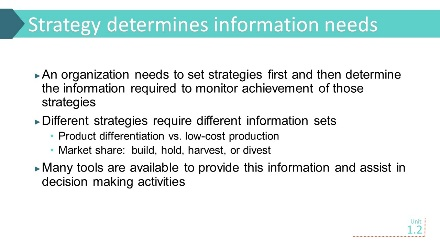 Strategy determines information needs
▸An organization needs to set strategies first and then determine
the information required to monitor achievement of those
strategies
▸Different strategies require different information sets
• Product differentiation vs. low-cost production
• Market share: build, hold, harvest, or divest
▸Many tools are available to provide this information and assist in
decision making activities
Unit
1.2